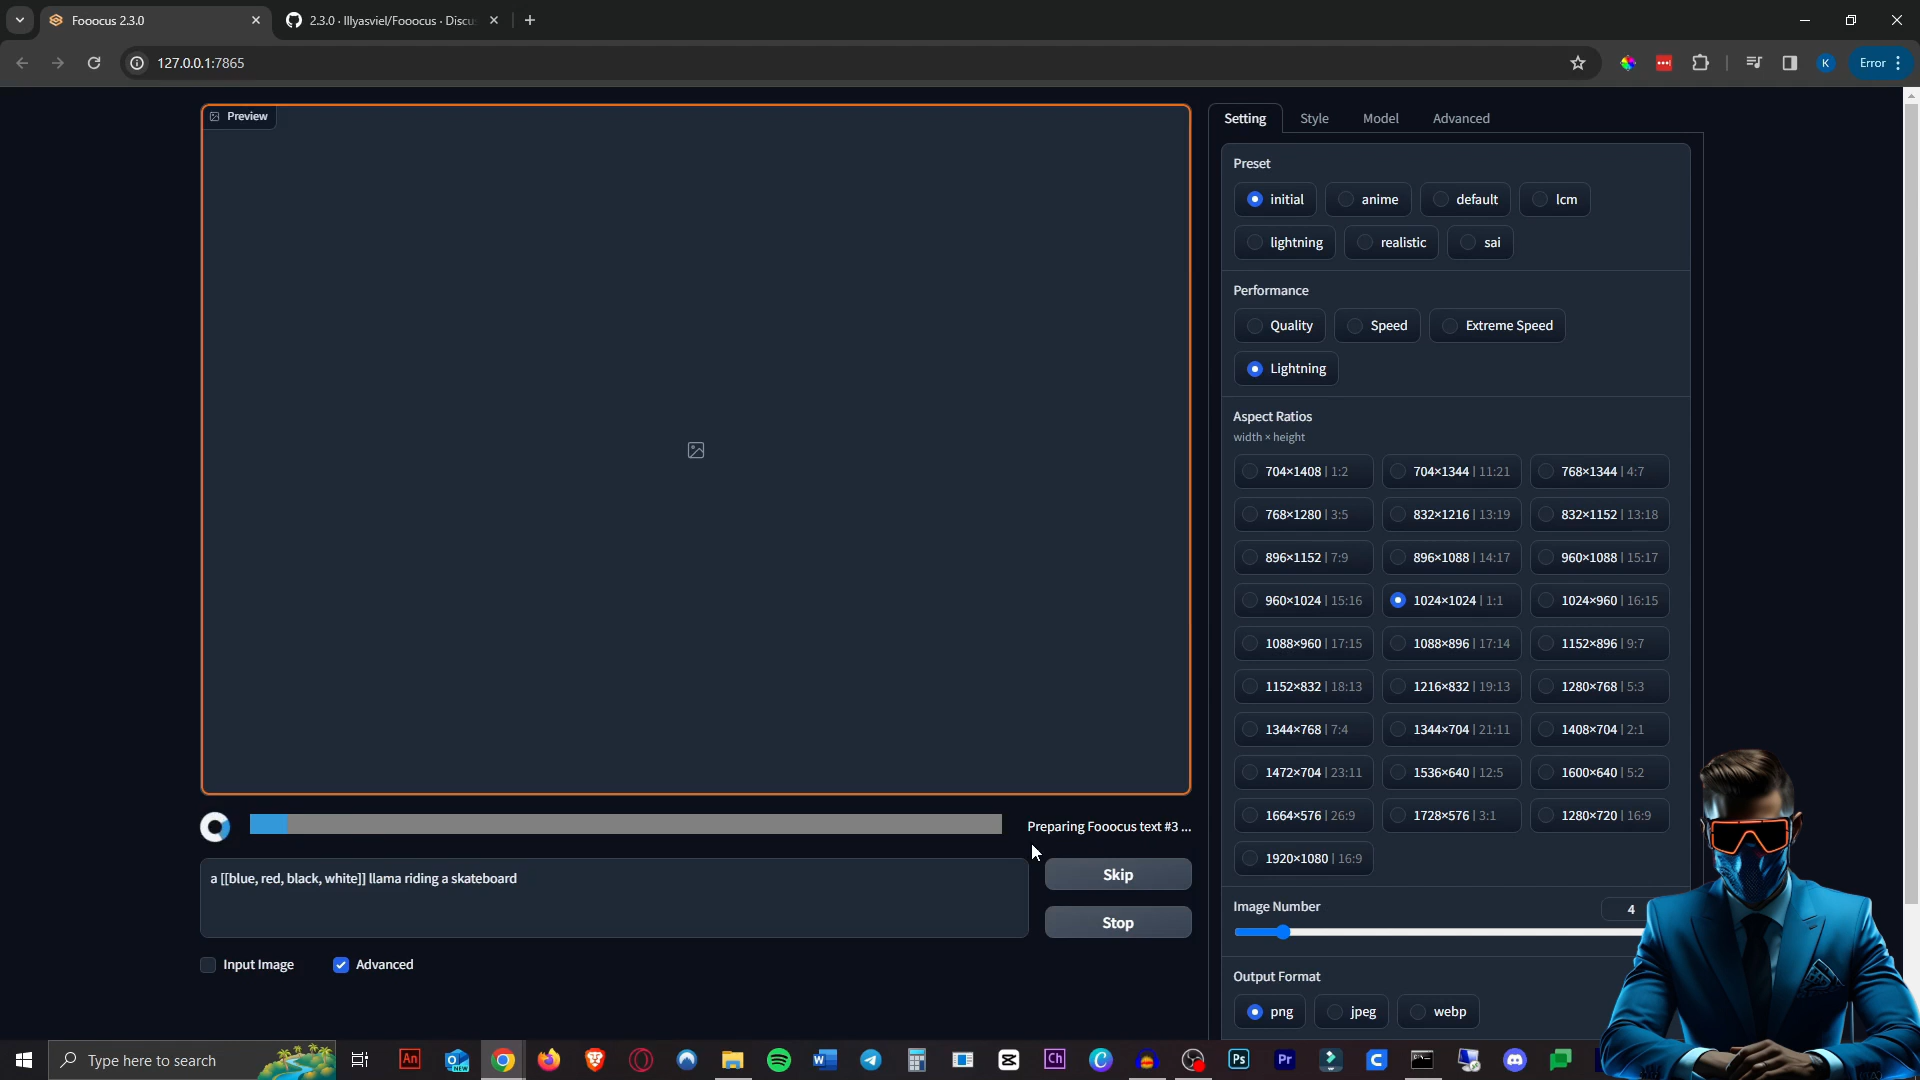 Fooocus 2.3.0
2.3.0 · lllyasviel/Fooocus · Discu
127.0.0.1:7865
K
Error
Preview
Setting
Style
Model
Advanced
Preset
initial
anime
default
lcm
lightning
realistic
sai
Performance
Quality
Speed
Extreme Speed
Lightning
Aspect Ratios
width × height
704×1408 | 1:2
704×1344 | 11:21
768×1344 | 4:7
768×1280 | 3:5
832×1216 | 13:19
832×1152 | 13:18
896×1152 | 7:9
896×1088 | 14:17
960×1088 | 15:17
960×1024 | 15:16
1024×1024 | 1:1
1024×960 | 16:15
1088×960 | 17:15
1088×896 | 17:14
1152×896 | 9:7
1152×832 | 18:13
1216×832 | 19:13
1280×768 | 5:3
1344×768 | 7:4
1344×704 | 21:11
1408×704 | 2:1
1472×704 | 23:11
1536×640 | 12:5
1600×640 | 5:2
1664×576 | 26:9
1728×576 | 3:1
1280×720 | 16:9
1920×1080 | 16:9
Preparing Fooocus text #3 ...
a [[blue, red, black, white]] llama riding a skateboard
Skip
Stop
Input Image
Advanced
Image Number
4
Output Format
png
jpeg
webp
Type here to search
An
NEW
Ch
Ps
Pr